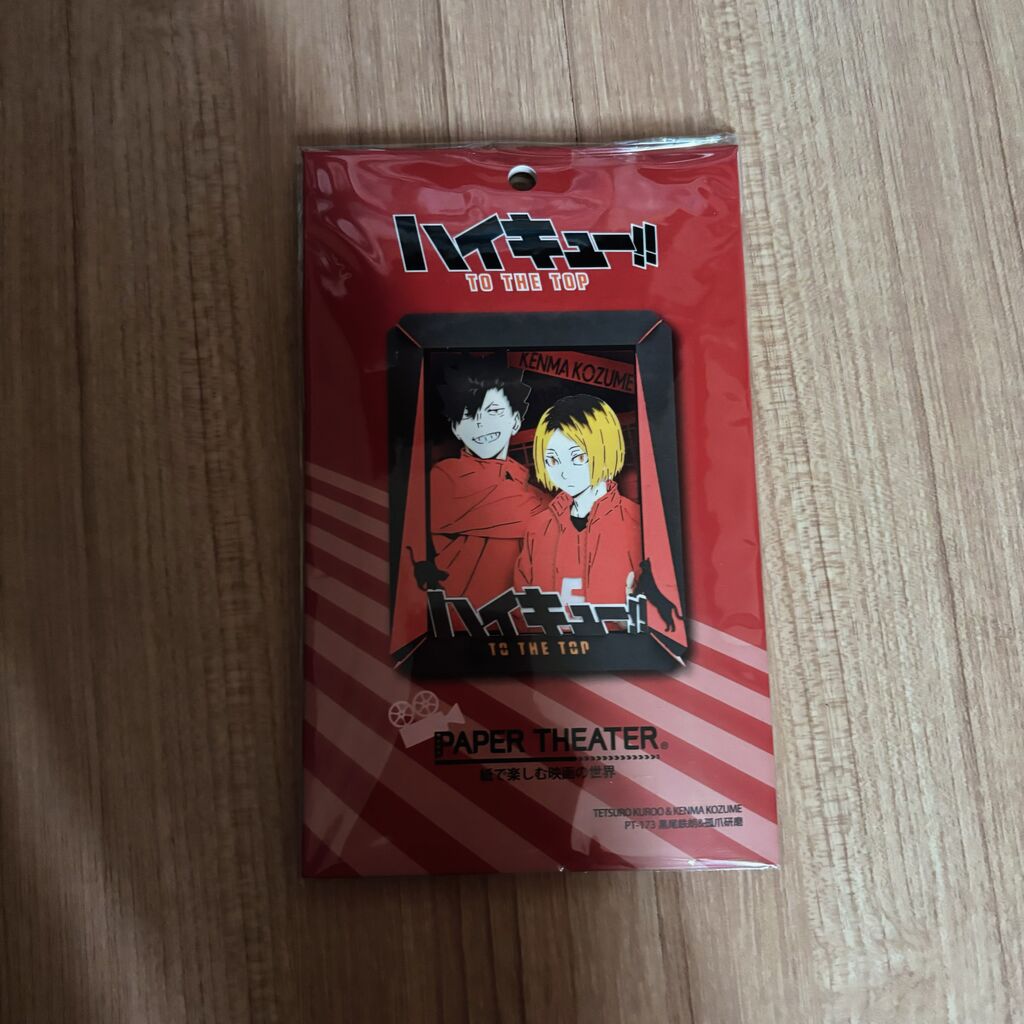 ハイキュー!!
TO THE TOP
KENMA KOZUME
ハイキュー!!
TO THE TOP
PAPER THEATER®
紙で楽しむ映画の世界
TETSURO KUROO & KENMA KOZUME
PT-173 黒尾鉄朗&孤爪研磨